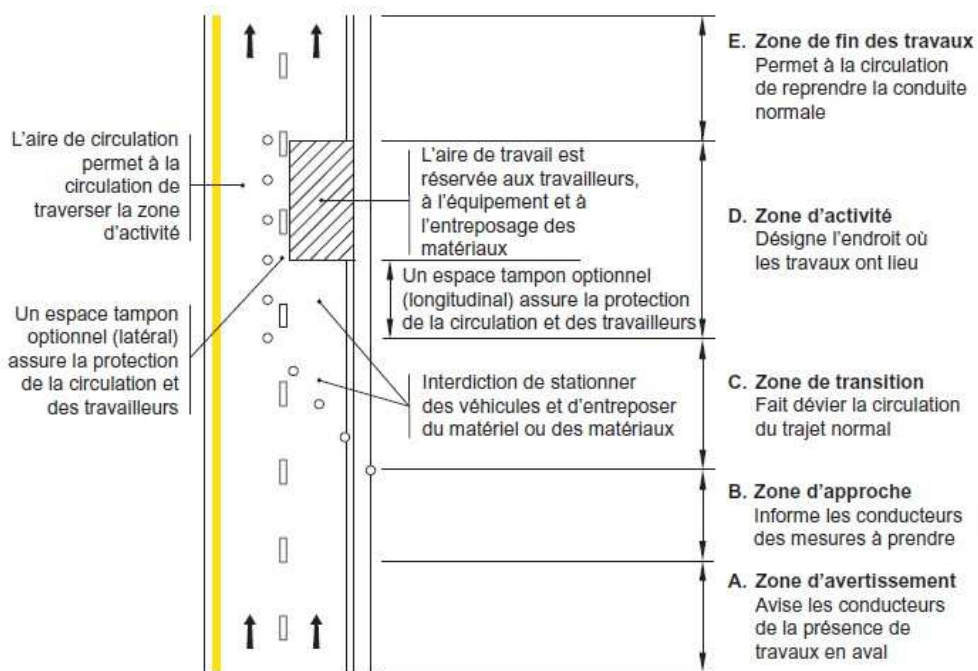 L'aire de circulation
permet à la
circulation de
traverser la zone
d'activité
Un espace tampon
optionnel (latéral)
assure la protection
de la circulation et
des travailleurs
L'aire de travail est
réservée aux travailleurs,
à l'équipement et à
l'entreposage des
matériaux
Un espace tampon optionnel
(longitudinal) assure la protection
de la circulation et des travailleurs
Interdiction de stationner
des véhicules et d'entreposer
du matériel ou des matériaux
E. Zone de fin des travaux
Permet à la circulation
de reprendre la conduite
normale
D. Zone d'activité
Désigne l'endroit où
les travaux ont lieu
C. Zone de transition
Fait dévier la circulation
du trajet normal
B. Zone d'approche
Informe les conducteurs
des mesures à prendre
A. Zone d'avertissement
Avise les conducteurs
de la présence de
travaux en aval